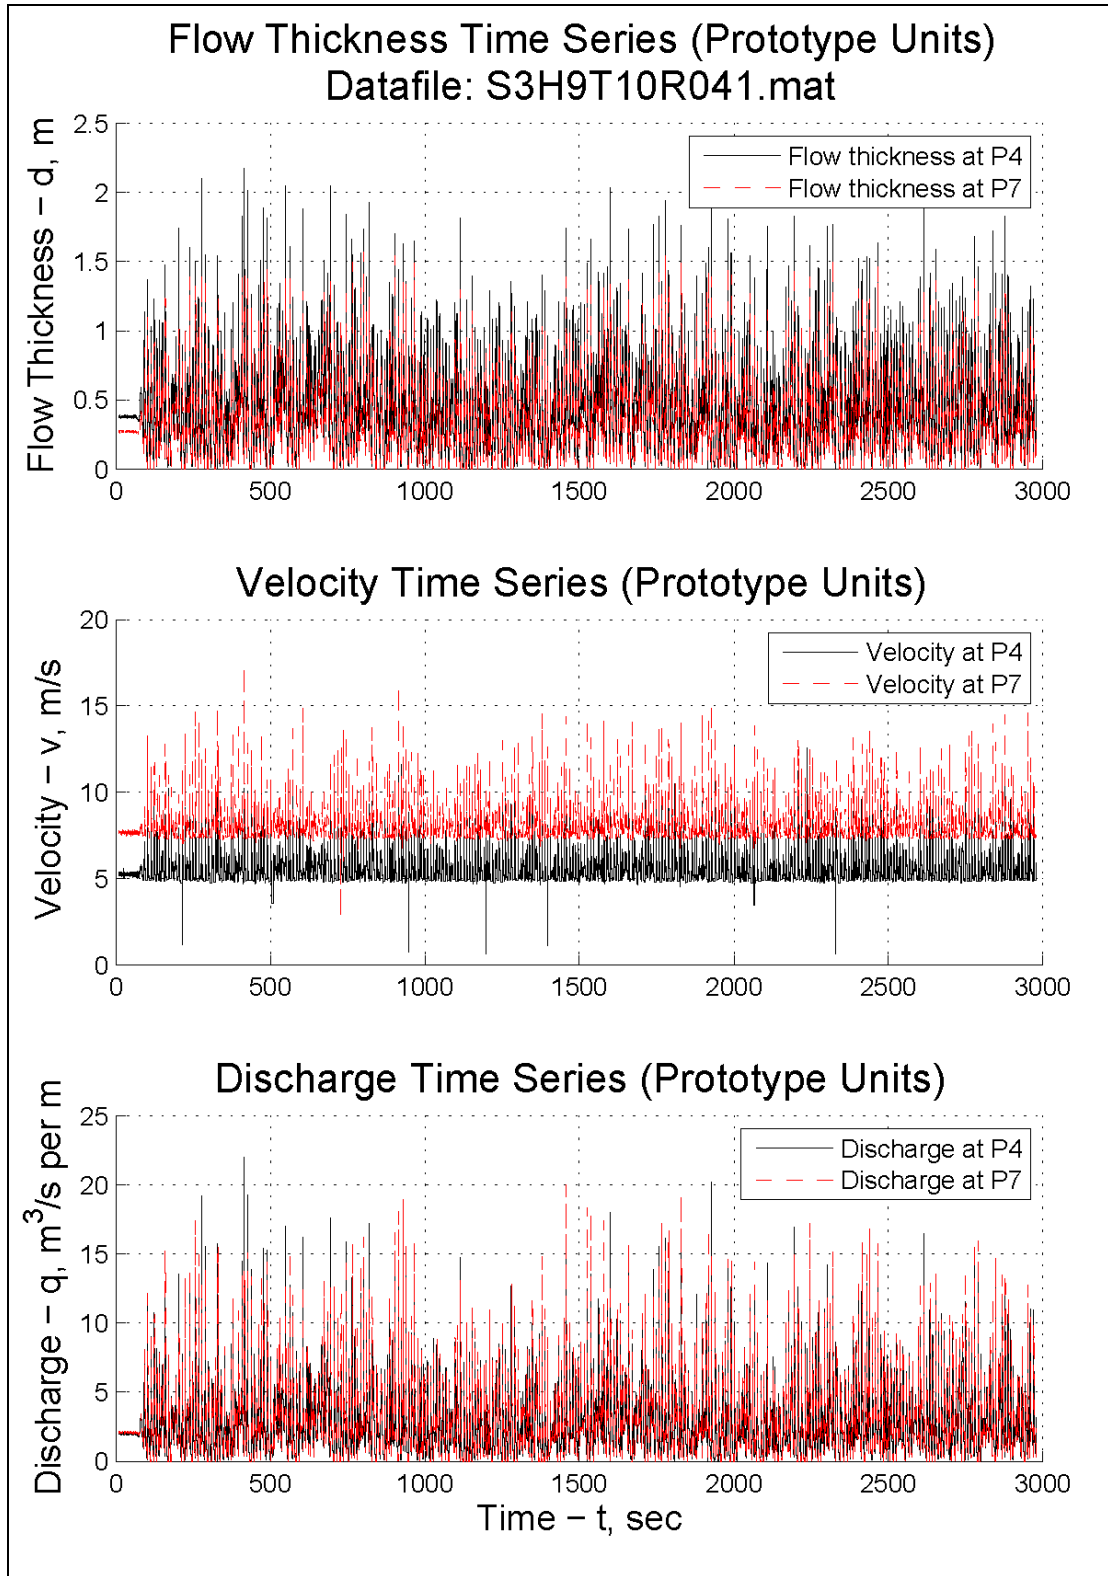 Flow Thickness Time Series (Prototype Units)
Datafile: S3H9T10R041.mat
Flow Thickness − d, m
2.5
2
1.5
1
0.5
0
Flow thickness at P4
Flow thickness at P7
0 500 1000 1500 2000 2500 3000
Velocity Time Series (Prototype Units)
Velocity − v, m/s
20
15
10
5
0
Velocity at P4
Velocity at P7
0 500 1000 1500 2000 2500 3000
Discharge Time Series (Prototype Units)
Discharge − q, m³/s per m
25
20
15
10
5
0
Discharge at P4
Discharge at P7
0 500 1000 1500 2000 2500 3000
Time − t, sec